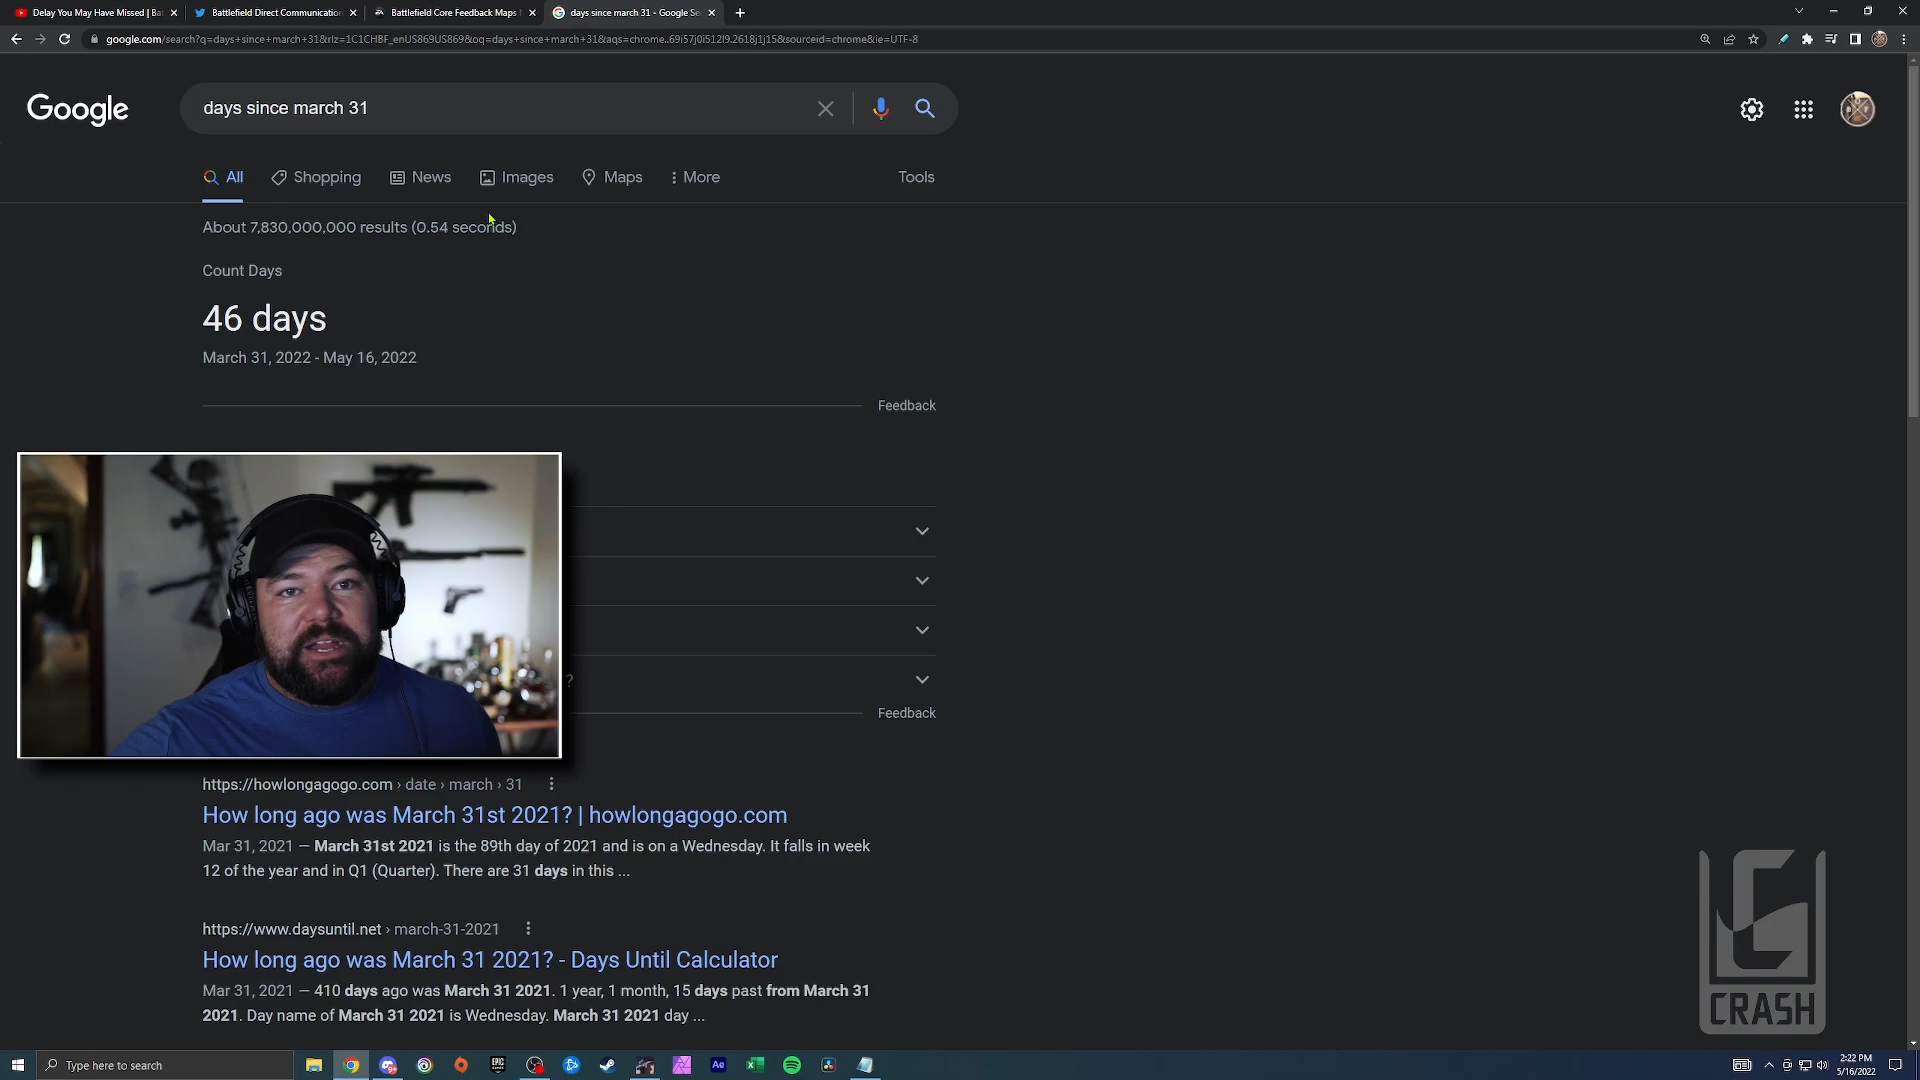 Delay You May Have Missed | Bat
Battlefield Direct Communication
Battlefield Core Feedback Maps
days since march 31 - Google Se
google.com/search?q=days+since+march+31&rlz=1C1CHBF_enUS869US869&oq=days+since+march+31&aqs=chrome..69i57j0i512l9.2618j1j15&sourceid=chrome&ie=UTF-8
Google
days since march 31
All
Shopping
News
Images
Maps
More
Tools
About 7,830,000,000 results (0.54 seconds)
Count Days
46 days
March 31, 2022 - May 16, 2022
Feedback
?
Feedback
https://howlongagogo.com › date › march › 31
How long ago was March 31st 2021? | howlongagogo.com
Mar 31, 2021 — March 31st 2021 is the 89th day of 2021 and is on a Wednesday. It falls in week
12 of the year and in Q1 (Quarter). There are 31 days in this ...
https://www.daysuntil.net › march-31-2021
How long ago was March 31 2021? - Days Until Calculator
Mar 31, 2021 — 410 days ago was March 31 2021. 1 year, 1 month, 15 days past from March 31
2021. Day name of March 31 2021 is Wednesday. March 31 2021 day ...
CRASH
Type here to search
EPIC
GAMES
Ae
2:22 PM
5/16/2022